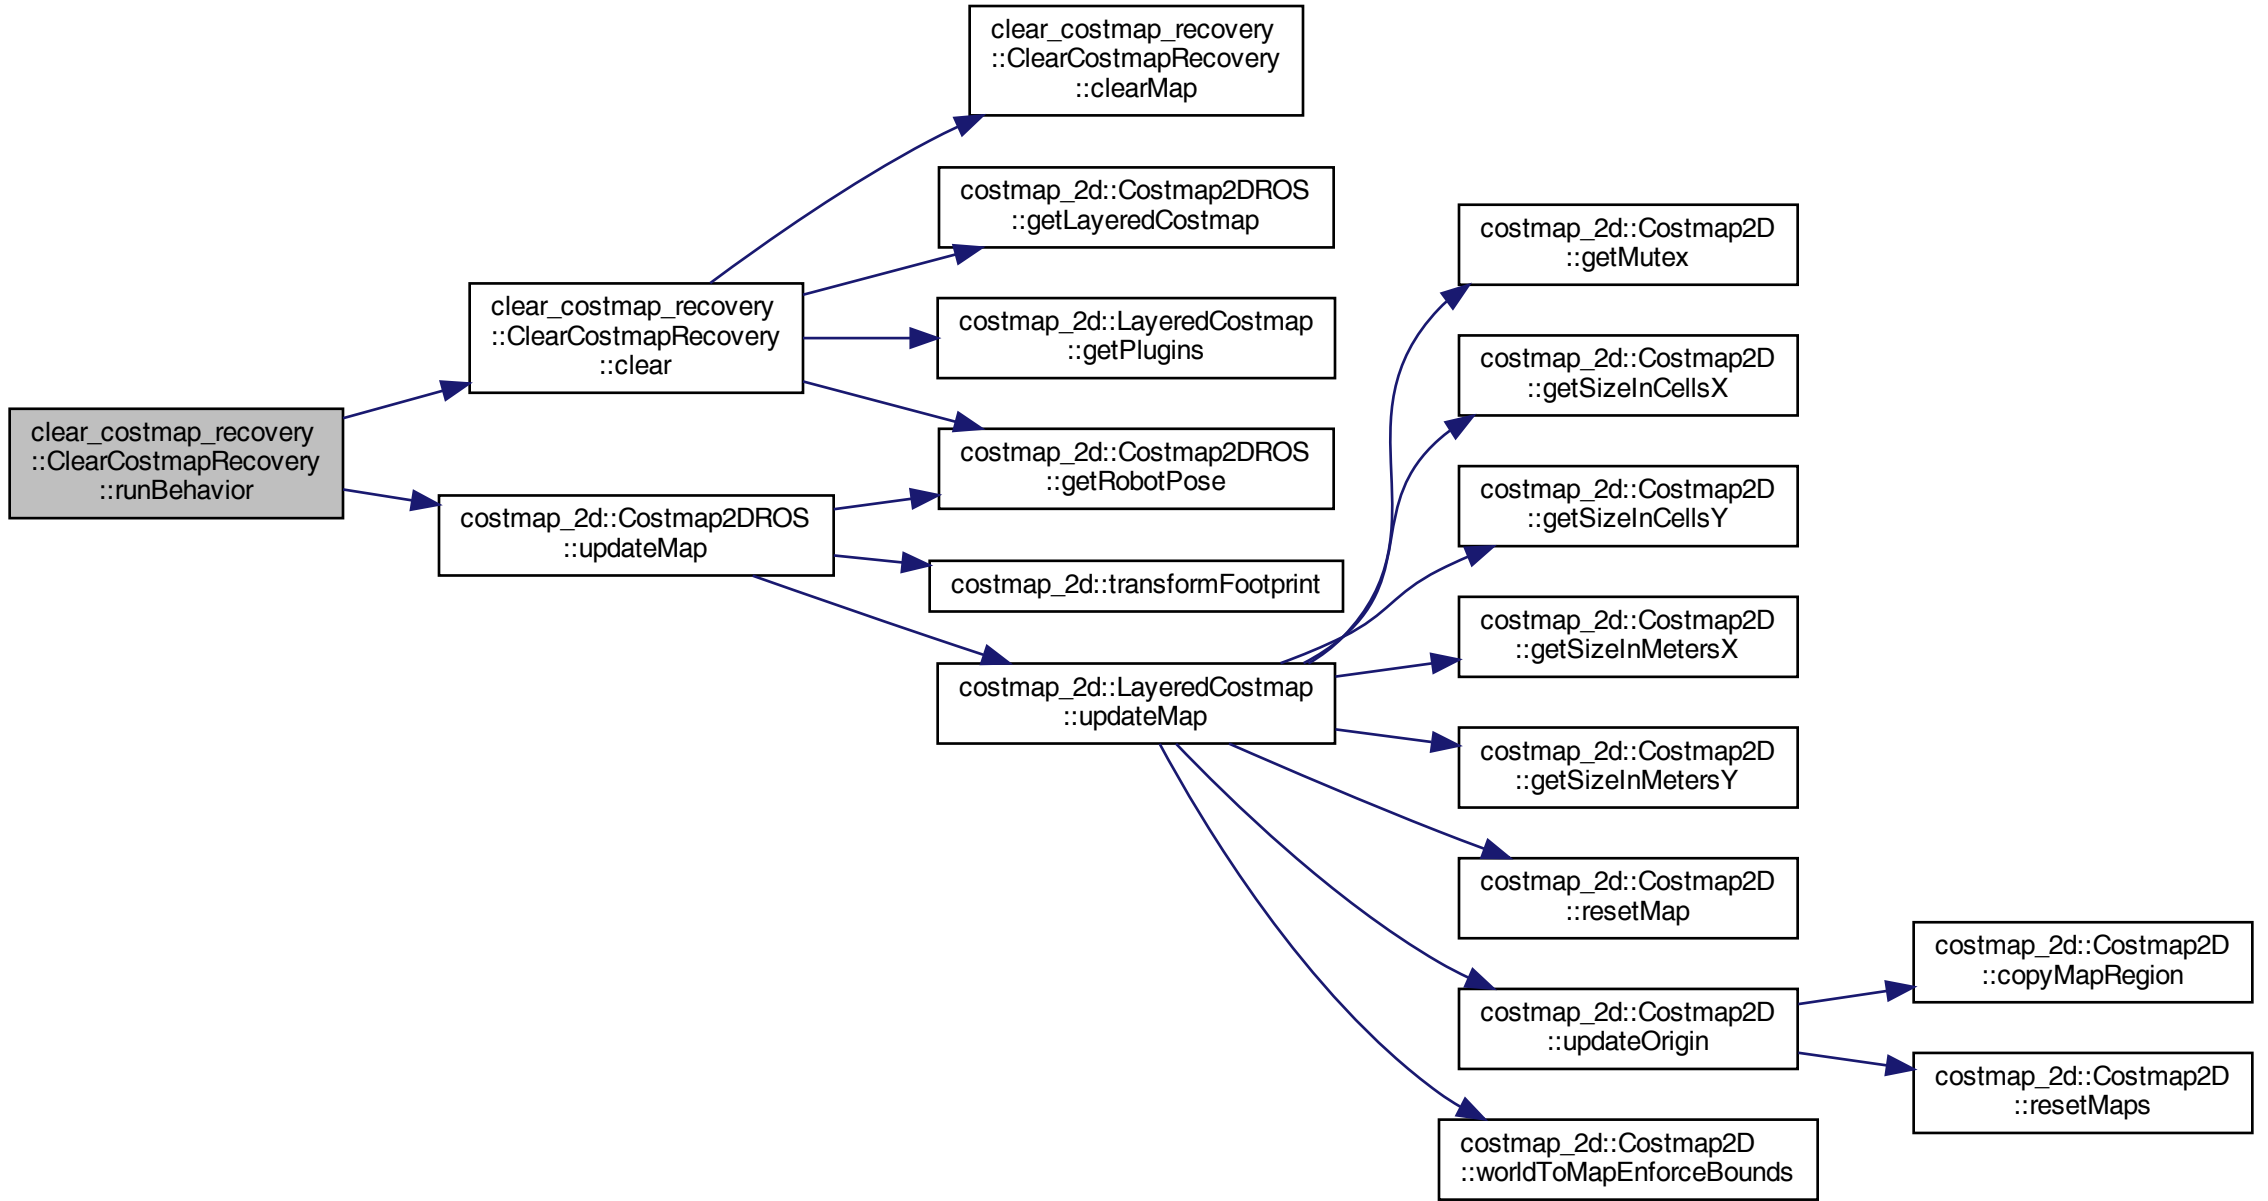 clear_costmap_recovery
::ClearCostmapRecovery
::runBehavior
clear_costmap_recovery
::ClearCostmapRecovery
::clear
costmap_2d::Costmap2DROS
::updateMap
clear_costmap_recovery
::ClearCostmapRecovery
::clearMap
costmap_2d::Costmap2DROS
::getLayeredCostmap
costmap_2d::LayeredCostmap
::getPlugins
costmap_2d::Costmap2DROS
::getRobotPose
costmap_2d::transformFootprint
costmap_2d::LayeredCostmap
::updateMap
costmap_2d::Costmap2D
::getMutex
costmap_2d::Costmap2D
::getSizeInCellsX
costmap_2d::Costmap2D
::getSizeInCellsY
costmap_2d::Costmap2D
::getSizeInMetersX
costmap_2d::Costmap2D
::getSizeInMetersY
costmap_2d::Costmap2D
::resetMap
costmap_2d::Costmap2D
::updateOrigin
costmap_2d::Costmap2D
::worldToMapEnforceBounds
costmap_2d::Costmap2D
::copyMapRegion
costmap_2d::Costmap2D
::resetMaps